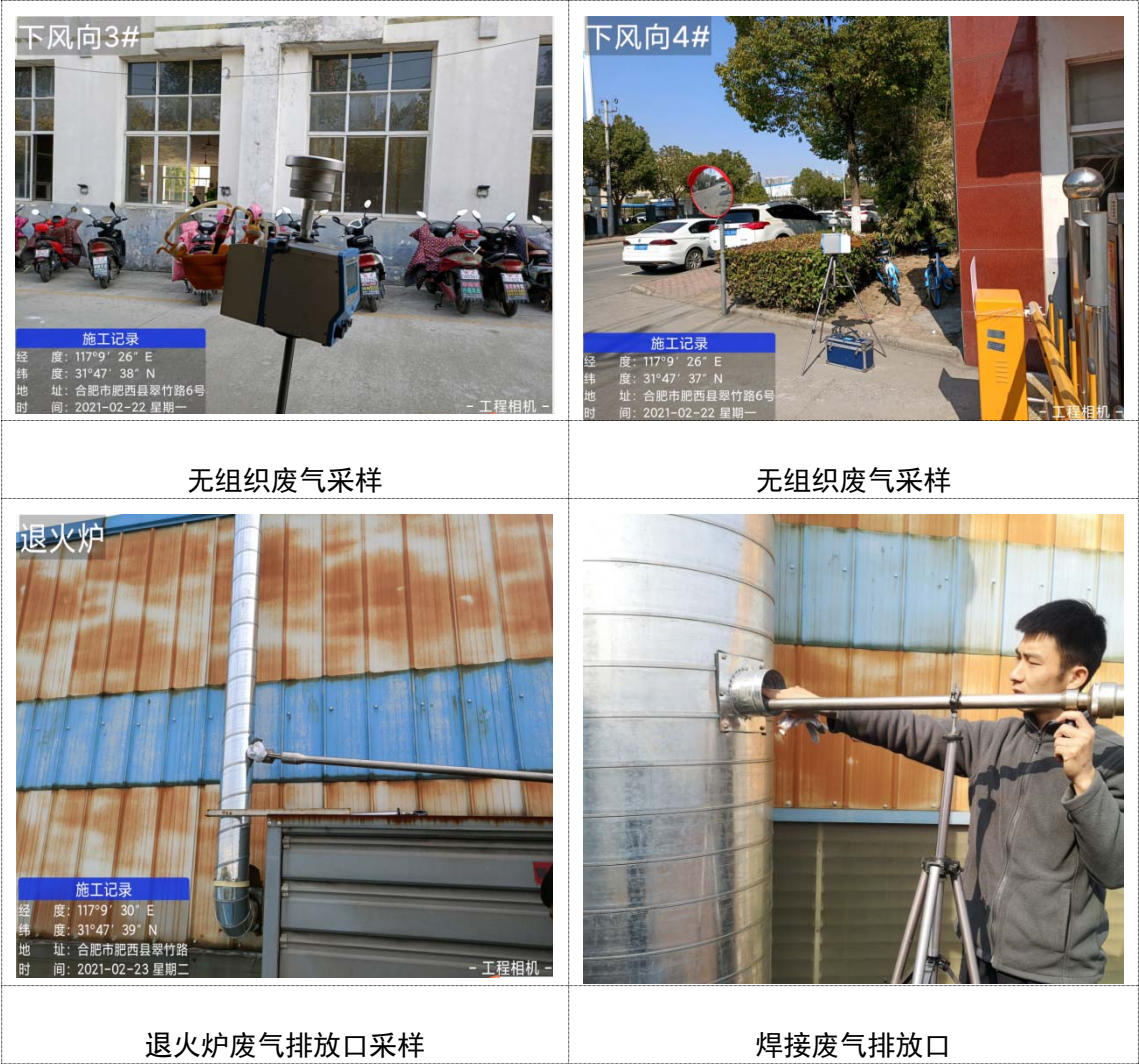 下风向3#
施工记录
经 度：117°9′ 26″ E
纬 度：31°47′ 38″ N
地 址：合肥市肥西县翠竹路6号
时 间：2021-02-22 星期一
- 工程相机 -
下风向4#
施工记录
经 度：117°9′ 26″ E
纬 度：31°47′ 37″ N
地 址：合肥市肥西县翠竹路6号
时 间：2021-02-22 星期一
- 工程相机 -
无组织废气采样
无组织废气采样
退火炉
施工记录
经 度：117°9′ 30″ E
纬 度：31°47′ 39″ N
地 址：合肥市肥西县翠竹路
时 间：2021-02-23 星期二
- 工程相机 -
退火炉废气排放口采样
焊接废气排放口